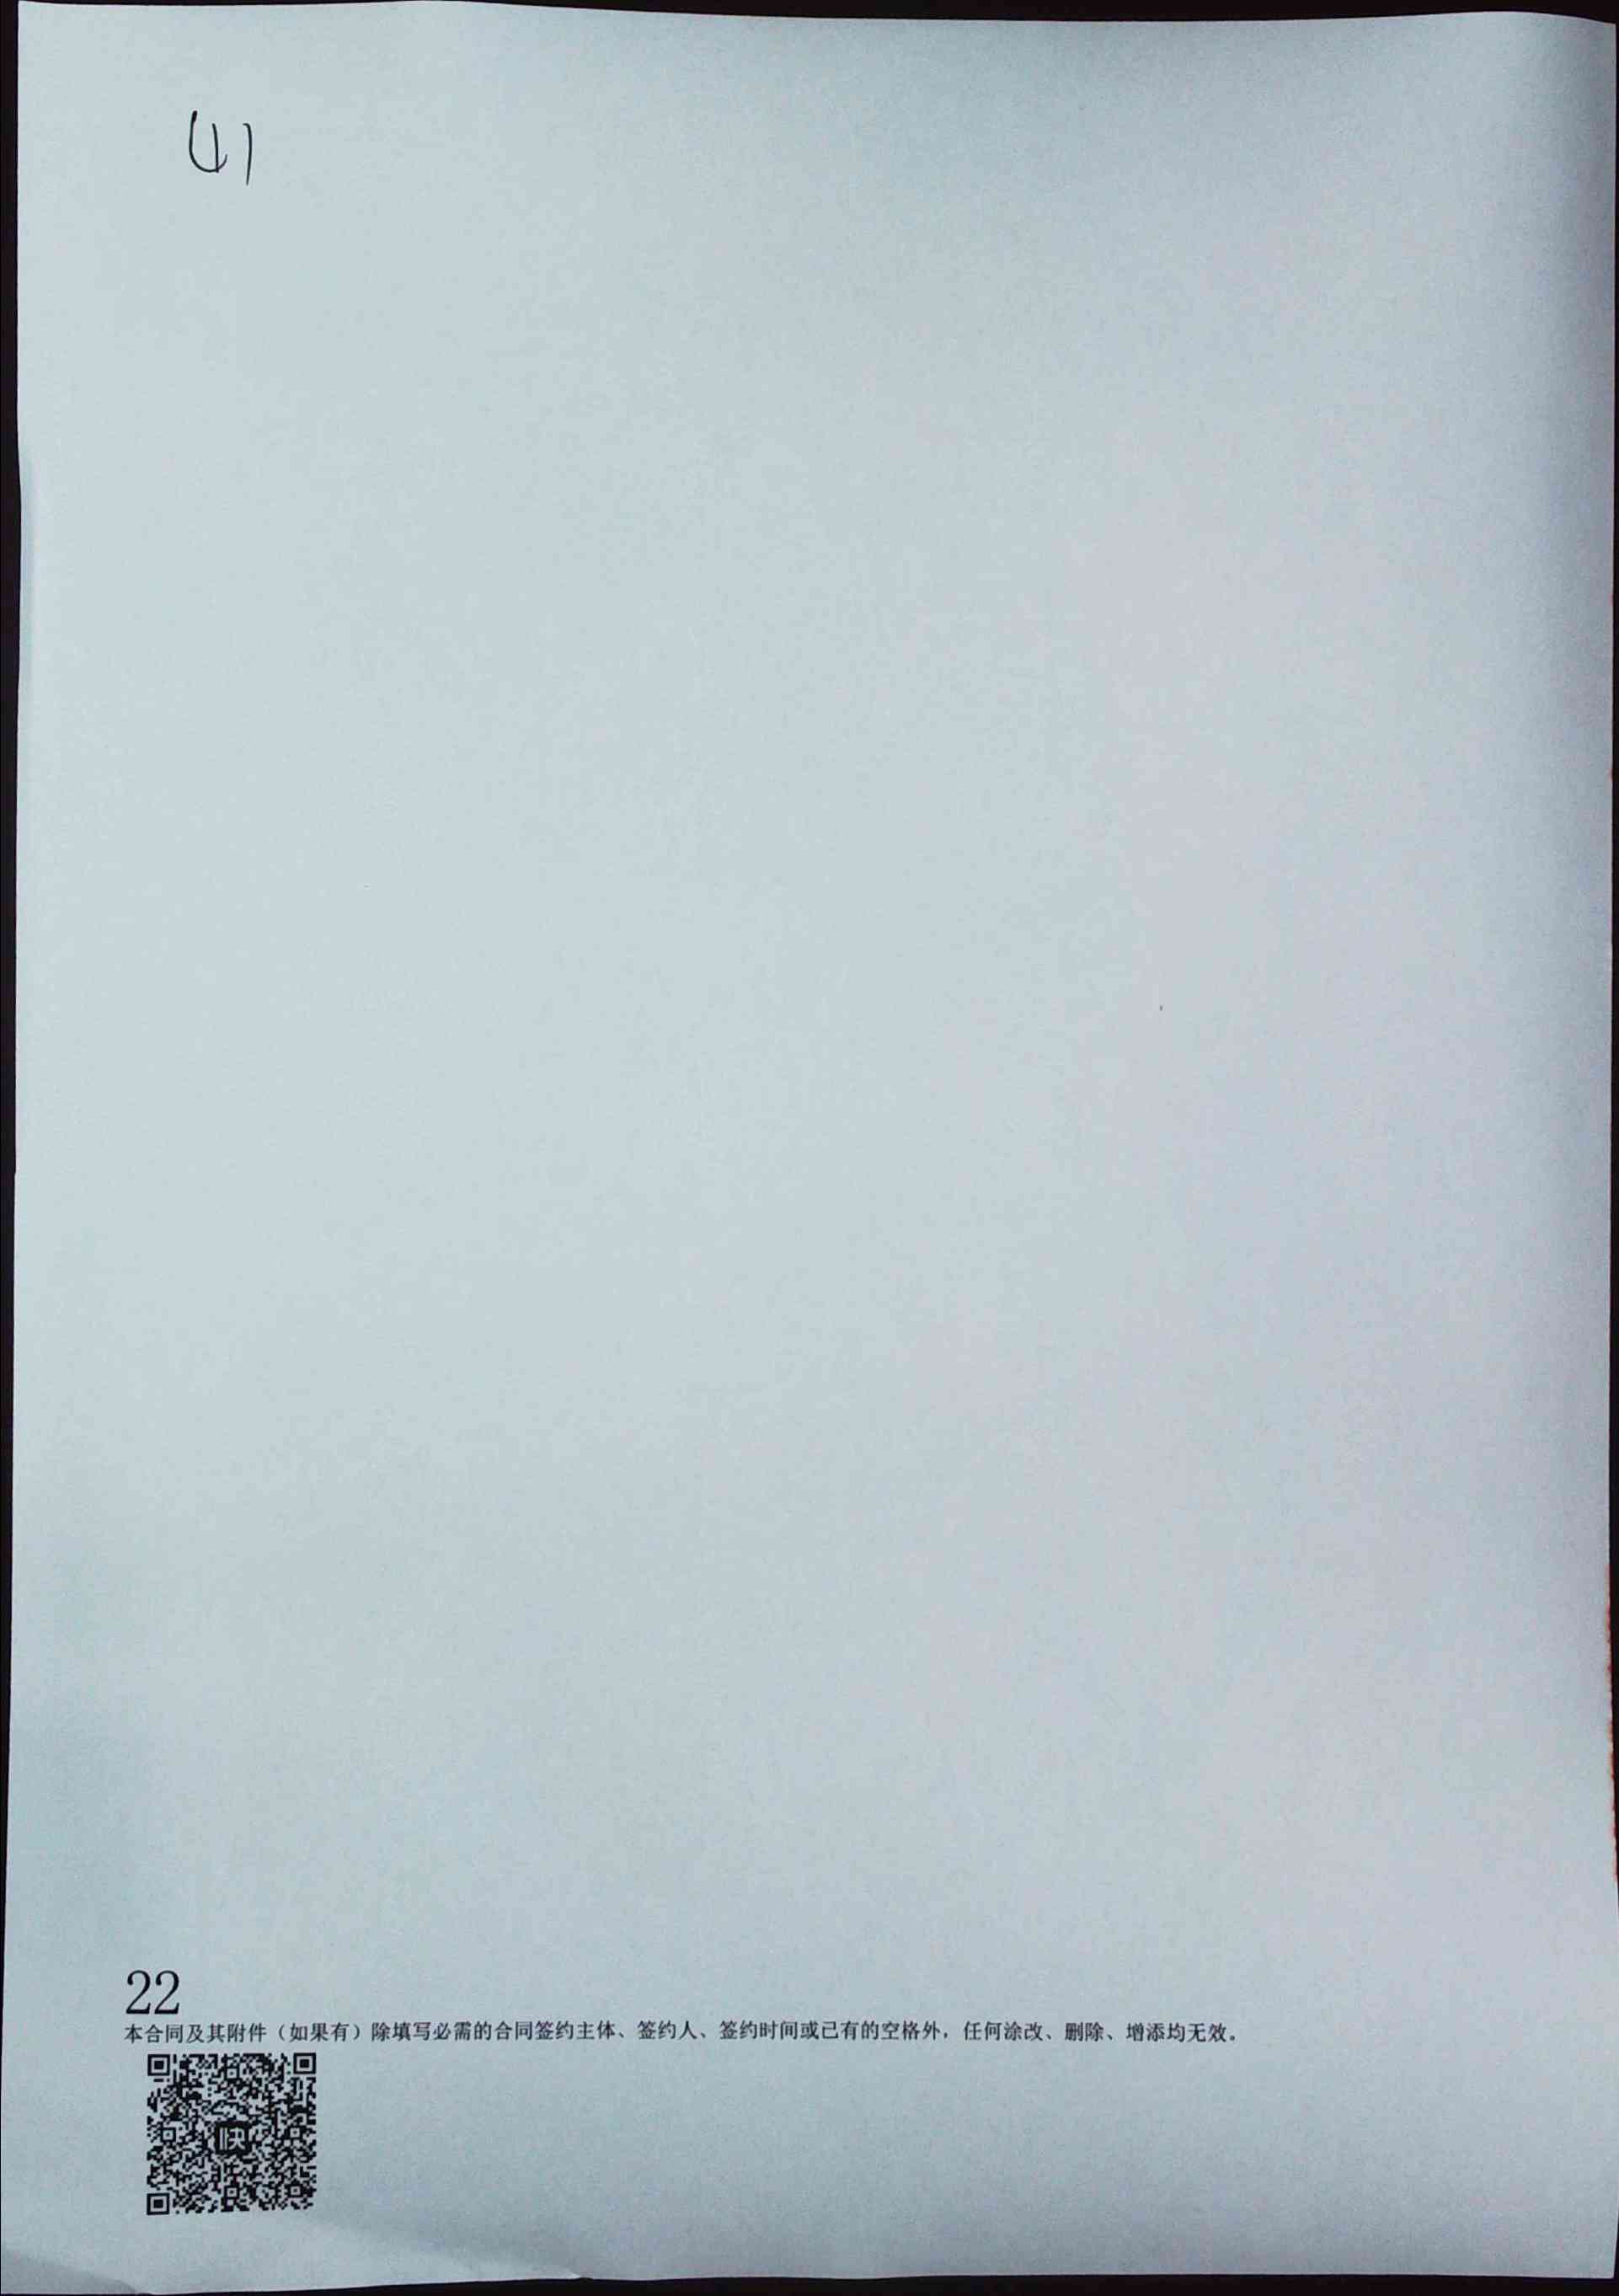 41
22
本合同及其附件（如果有）除填写必需的合同签约主体、签约人、签约时间或已有的空格外，任何涂改、删除、增添均无效。
快